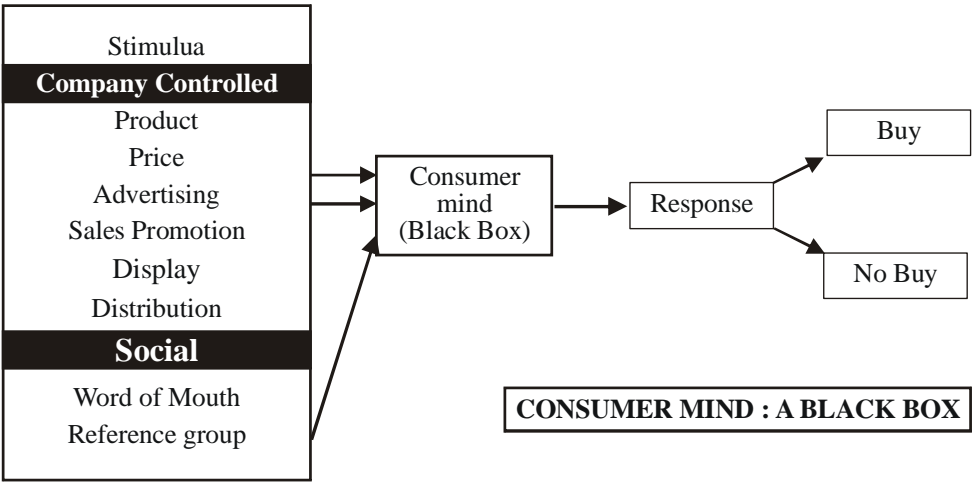 Stimulua
Company Controlled
Product
Price
Advertising
Sales Promotion
Display
Distribution
Social
Word of Mouth
Reference group
Consumer
mind
(Black Box)
Response
Buy
No Buy
CONSUMER MIND : A BLACK BOX